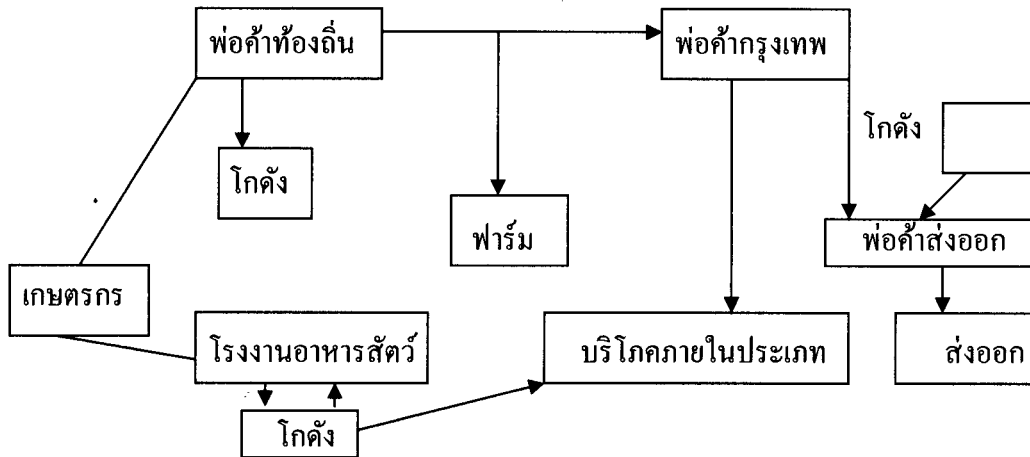 พ่อค้าท้องถิ่น
พ่อค้ากรุงเทพ
โกดัง
โกดัง
ฟาร์ม
พ่อค้าส่งออก
เกษตรกร
โรงงานอาหารสัตว์
บริโภคภายในประเภท
ส่งออก
โกดัง